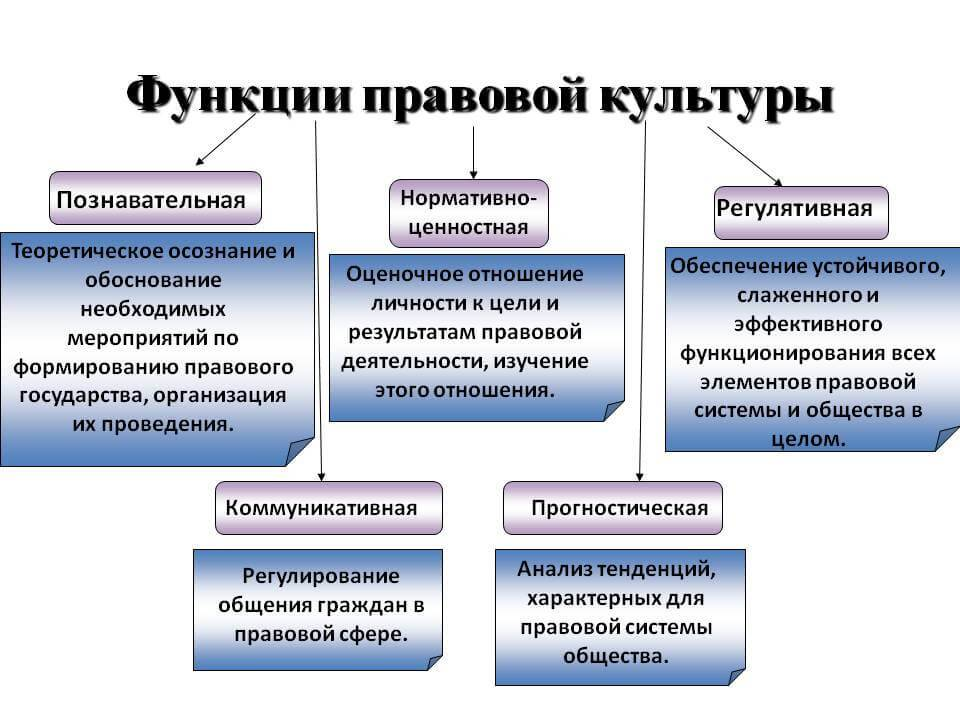 Функции правовой культуры
Познавательная
Теоретическое осознание и
обоснование
необходимых
мероприятий по
формированию правового
государства, организация
их проведения.
Нормативно-
ценностная
Оценочное отношение
личности к цели и
результатам правовой
деятельности, изучение
этого отношения.
Регулятивная
Обеспечение устойчивого,
слаженного и
эффективного
функционирования всех
элементов правовой
системы и общества в
целом.
Коммуникативная
Регулирование
общения граждан в
правовой сфере.
Прогностическая
Анализ тенденций,
характерных для
правовой системы
общества.